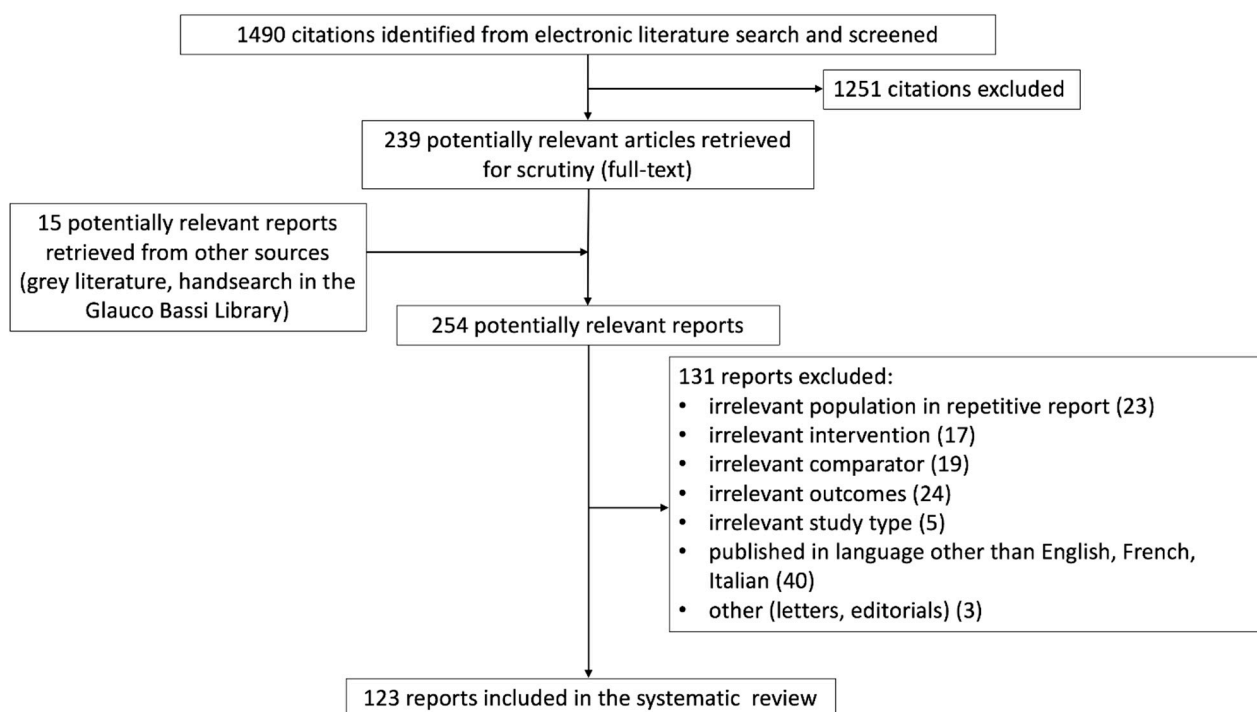 1490 citations identified from electronic literature search and screened
1251 citations excluded
239 potentially relevant articles retrieved
for scrutiny (full-text)
15 potentially relevant reports
retrieved from other sources
(grey literature, handsearch in the
Glauco Bassi Library)
254 potentially relevant reports
131 reports excluded:
• irrelevant population in repetitive report (23)
• irrelevant intervention (17)
• irrelevant comparator (19)
• irrelevant outcomes (24)
• irrelevant study type (5)
• published in language other than English, French,
Italian (40)
• other (letters, editorials) (3)
123 reports included in the systematic review